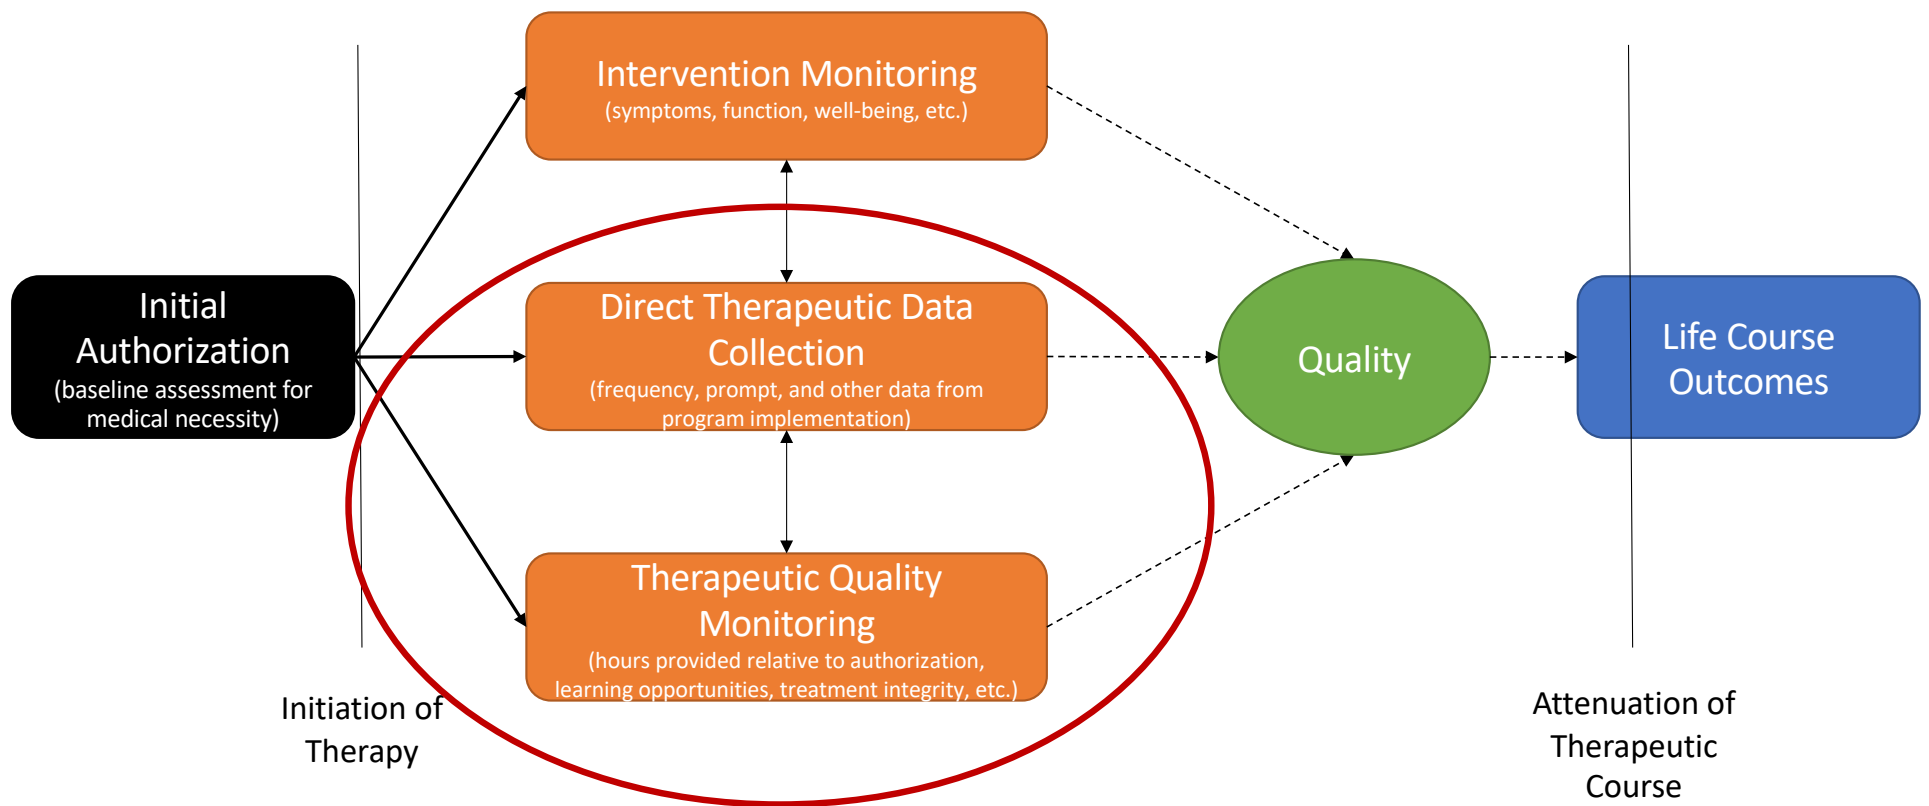 Intervention Monitoring
(symptoms, function, well-being, etc.)
Initial
Authorization
(baseline assessment for
medical necessity)
Direct Therapeutic Data
Collection
(frequency, prompt, and other data from
program implementation)
Quality
Life Course
Outcomes
Therapeutic Quality
Monitoring
(hours provided relative to authorization,
learning opportunities, treatment integrity, etc.)
Initiation of
Therapy
Attenuation of
Therapeutic
Course